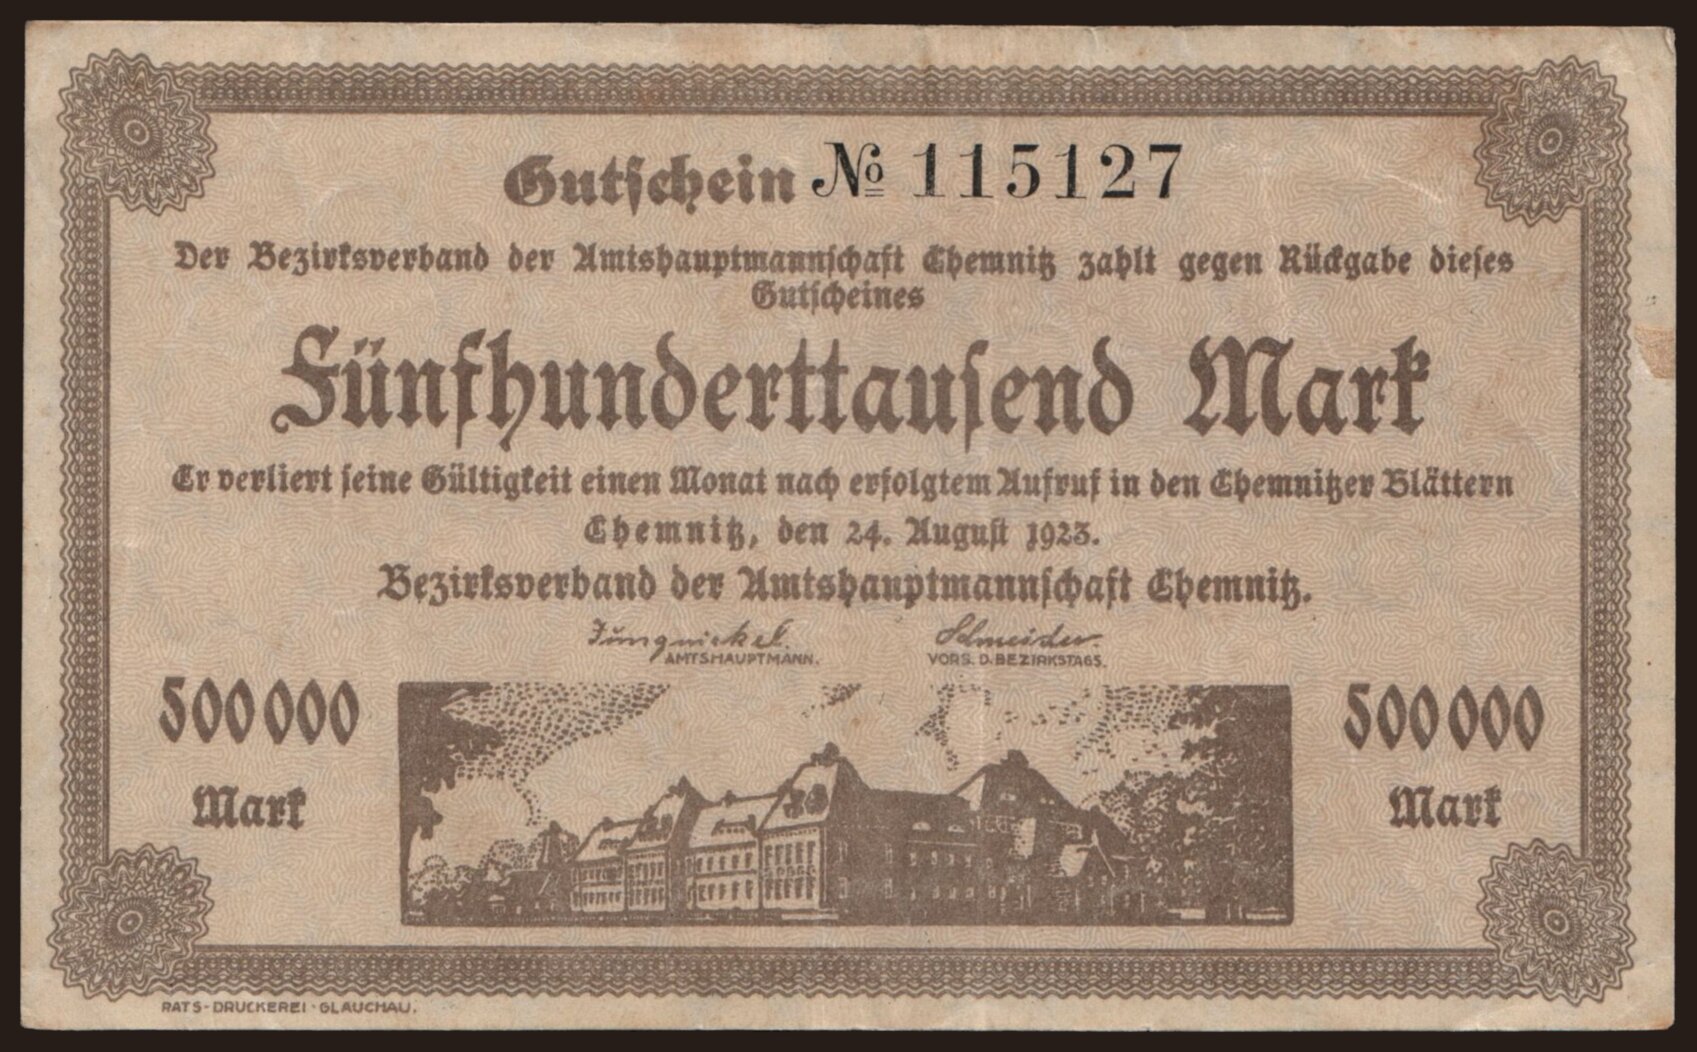 Gutschein № 115127
Der Bezirksverband der Amtshauptmannschaft Chemnitz zahlt gegen Rückgabe dieses
Gutscheines
Fünfhunderttausend Mark
Er verliert seine Gültigkeit einen Monat nach erfolgtem Aufruf in den Chemnitzer Blättern
Chemnitz, den 24. August 1923.
Bezirksverband der Amtshauptmannschaft Chemnitz.
Jungnickel. Schneider.
AMTSHAUPTMANN. VORS. D. BEZIRKSTAGS.
500000 500000
Mark Mark
RATS-DRUCKEREI · GLAUCHAU.